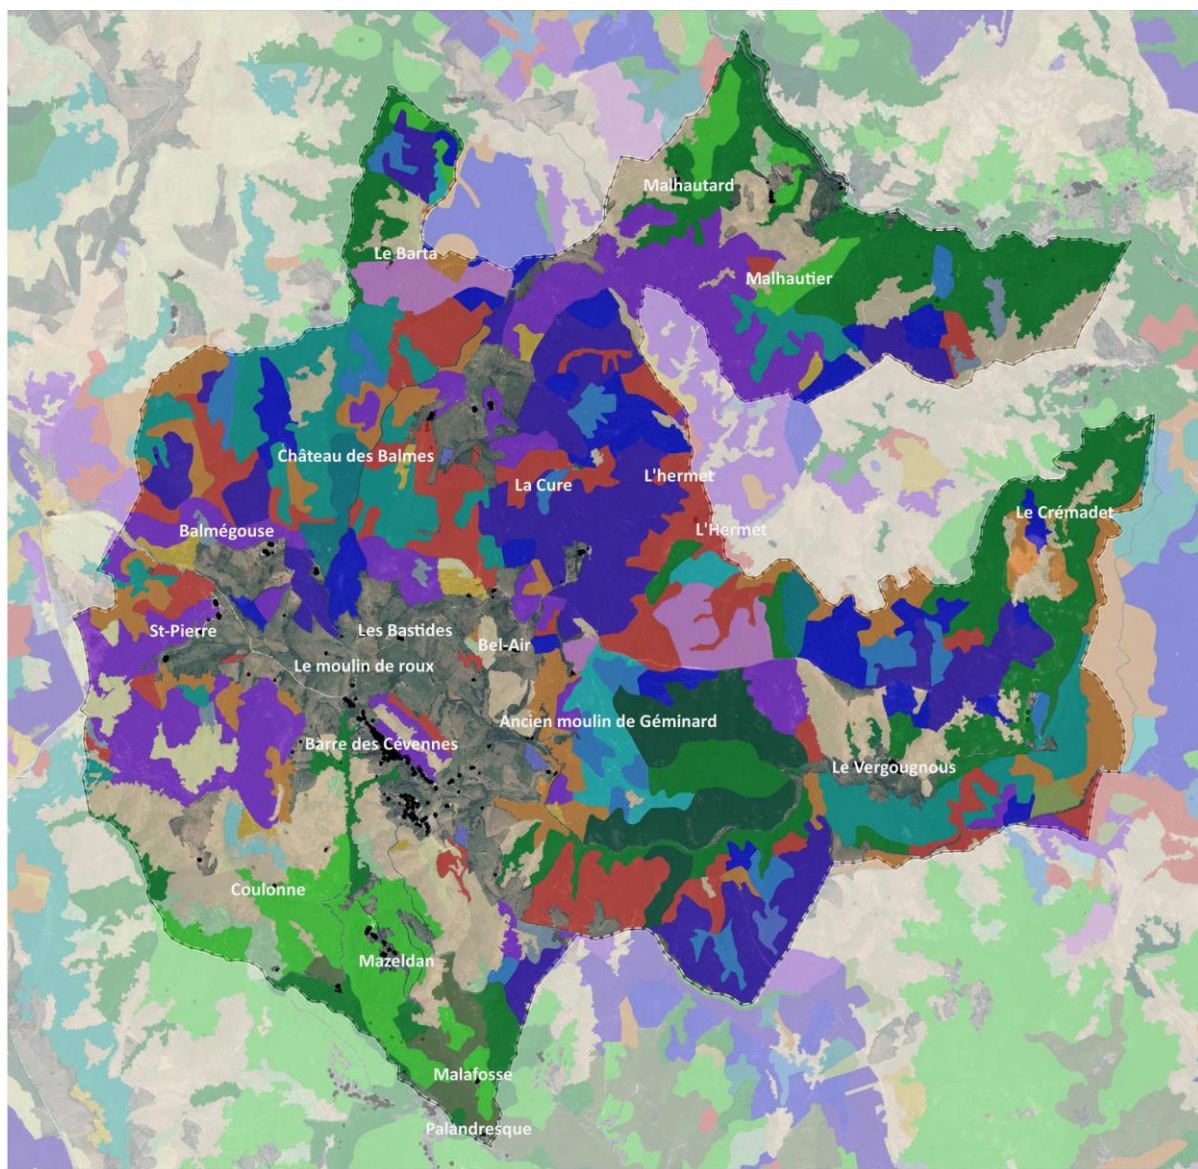 Malhautard
Le Barta
Malhautier
Château des Balmes
L'hermet
La Cure
Le Crémadet
Balmégouse
L'Hermet
St-Pierre
Les Bastides
Bel-Air
Le moulin de roux
Ancien moulin de Géminard
Barre des Cévennes
Le Vergougnous
Coulonne
Mazeldan
Malafosse
Palandresque